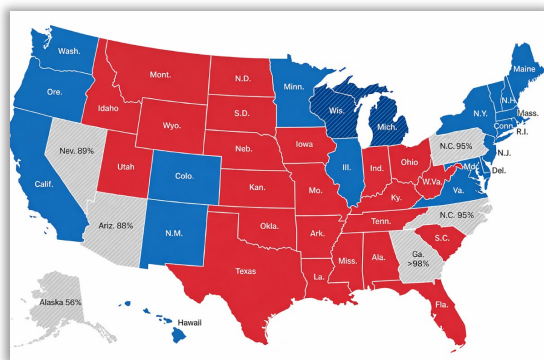 Wash.
Ore.
Calif.
Nev. 89%
Idaho
Mont.
Wyo.
Utah
Ariz. 88%
Colo.
N.M.
N.D.
S.D.
Neb.
Kan.
Okla.
Texas
Minn.
Iowa
Mo.
Ark.
La.
Wis.
Ill.
Mich.
Ind.
Ohio
Ky.
Tenn.
Miss.
Ala.
Ga.
>98%
Fla.
S.C.
N.C. 95%
Va.
W.Va.
N.C. 95%
Md.
Del.
N.J.
N.Y.
Conn.
R.I.
Mass.
N.H.
Maine
Alaska 56%
Hawaii